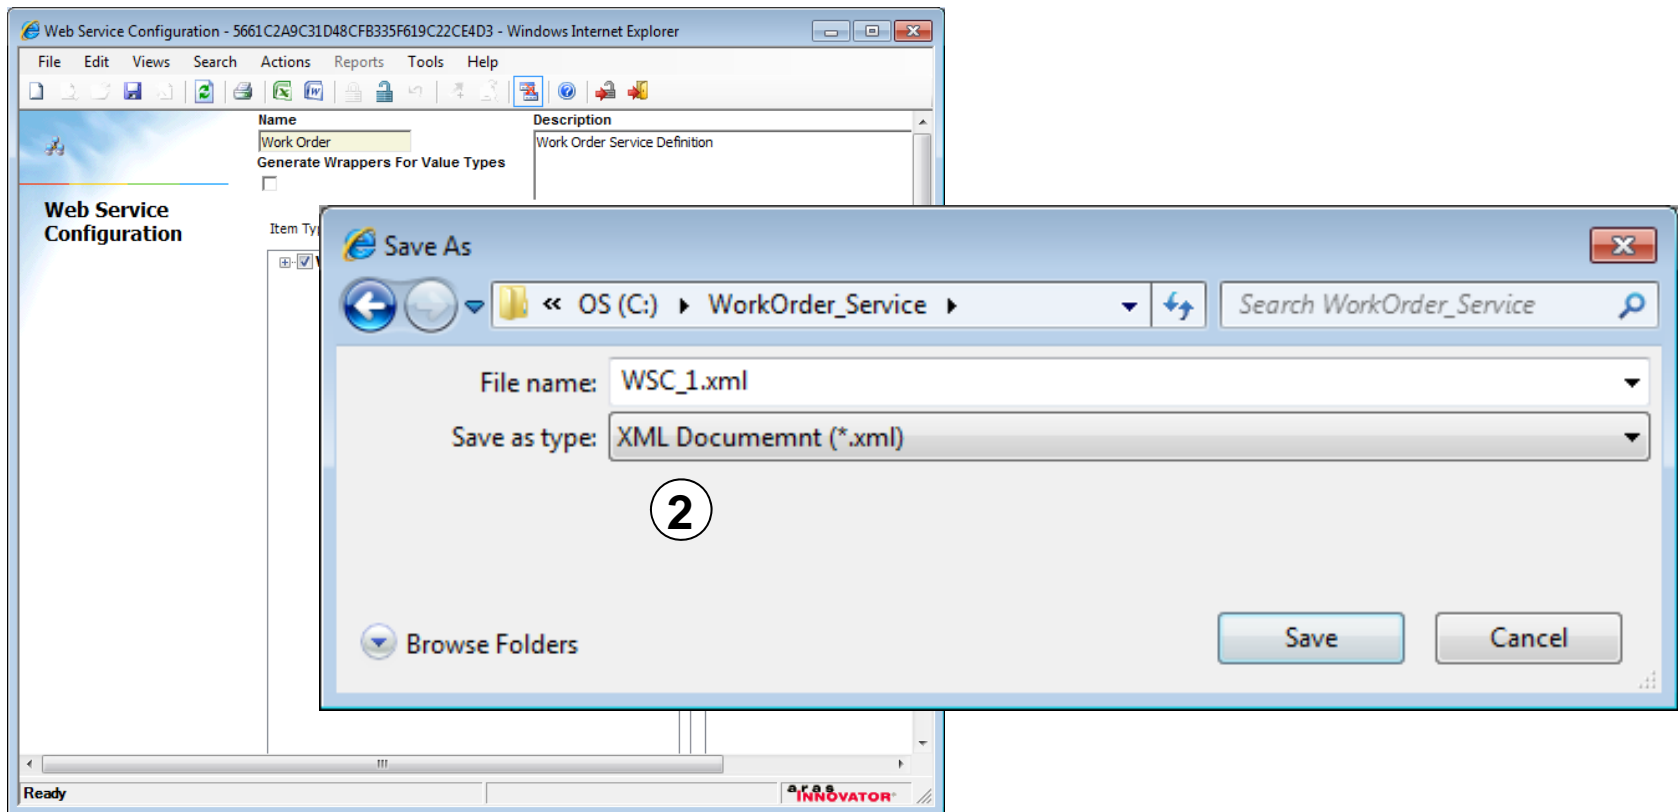 Web Service Configuration - 5661C2A9C31D48CFB335F619C22CE4D3 - Windows Internet Explorer
File Edit Views Search Actions Reports Tools Help
Name Description
Work Order Work Order Service Definition
Generate Wrappers For Value Types
Web Service
Configuration
Item Ty
Save As
« OS (C:) WorkOrder_Service Search WorkOrder_Service
File name: WSC_1.xml
Save as type: XML Documemnt (*.xml)
2
Browse Folders Save Cancel
Ready aras INNOVATOR